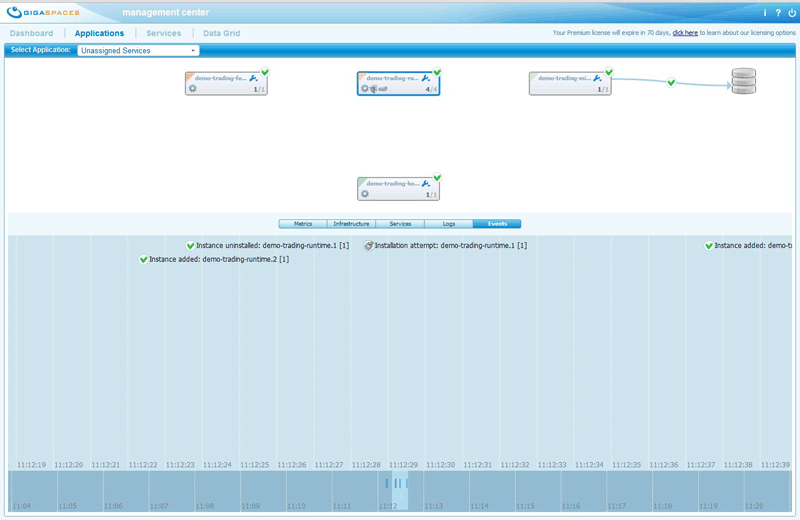 GIGASPACES management center i ?
Dashboard Applications Services Data Grid Your Premium license will expire in 70 days, click here to learn about our licensing options
Select Application: Unassigned Services
demo-trading-fe... demo-trading-ru... demo-trading-mi...
1/1 4/4 1/1
demo-trading-ho...
1/1
Metrics Infrastructure Services Logs Events
Instance uninstalled: demo-trading-runtime.1 [1] Installation attempt: demo-trading-runtime.1 [1] Instance added: demo-t
Instance added: demo-trading-runtime.2 [1]
11:12:19 11:12:20 11:12:21 11:12:22 11:12:23 11:12:24 11:12:25 11:12:26 11:12:27 11:12:28 11:12:29 11:12:30 11:12:31 11:12:32 11:12:33 11:12:34 11:12:35 11:12:36 11:12:37 11:12:38 11:12:39
11:04 11:05 11:06 11:07 11:08 11:09 11:10 11:11 11:12 11:13 11:14 11:15 11:16 11:17 11:18 11:19 11:20